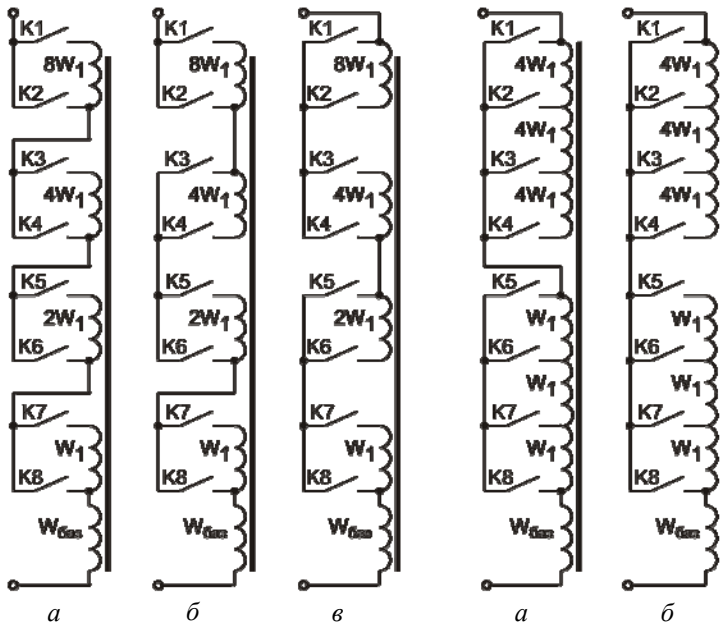 K1 K1 K1 K1 K1
8W1 8W1 8W1 4W1 4W1
K2 K2 K2 K2 K2
4W1 4W1
K3 K3 K3 K3 K3
4W1 4W1 4W1 4W1 4W1
K4 K4 K4 K4 K4
K5 K5 K5 K5 K5
2W1 2W1 2W1 W1 W1
K6 K6 K6 K6 K6
W1 W1
K7 K7 K7 K7 K7
W1 W1 W1 W1 W1
K8 K8 K8 K8 K8
Wбаз Wбаз Wбаз Wбаз Wбаз
а б в а б